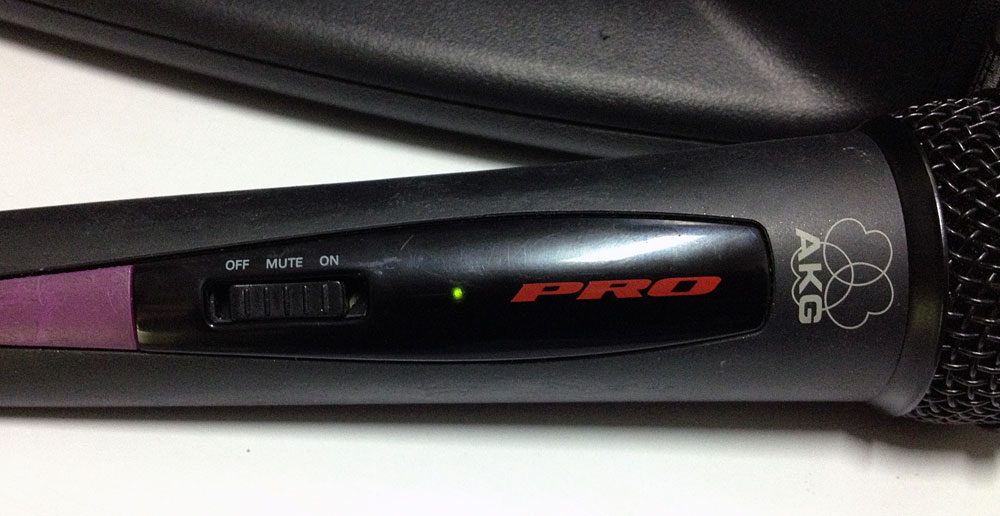 OFF MUTE ON
PRO
AKG